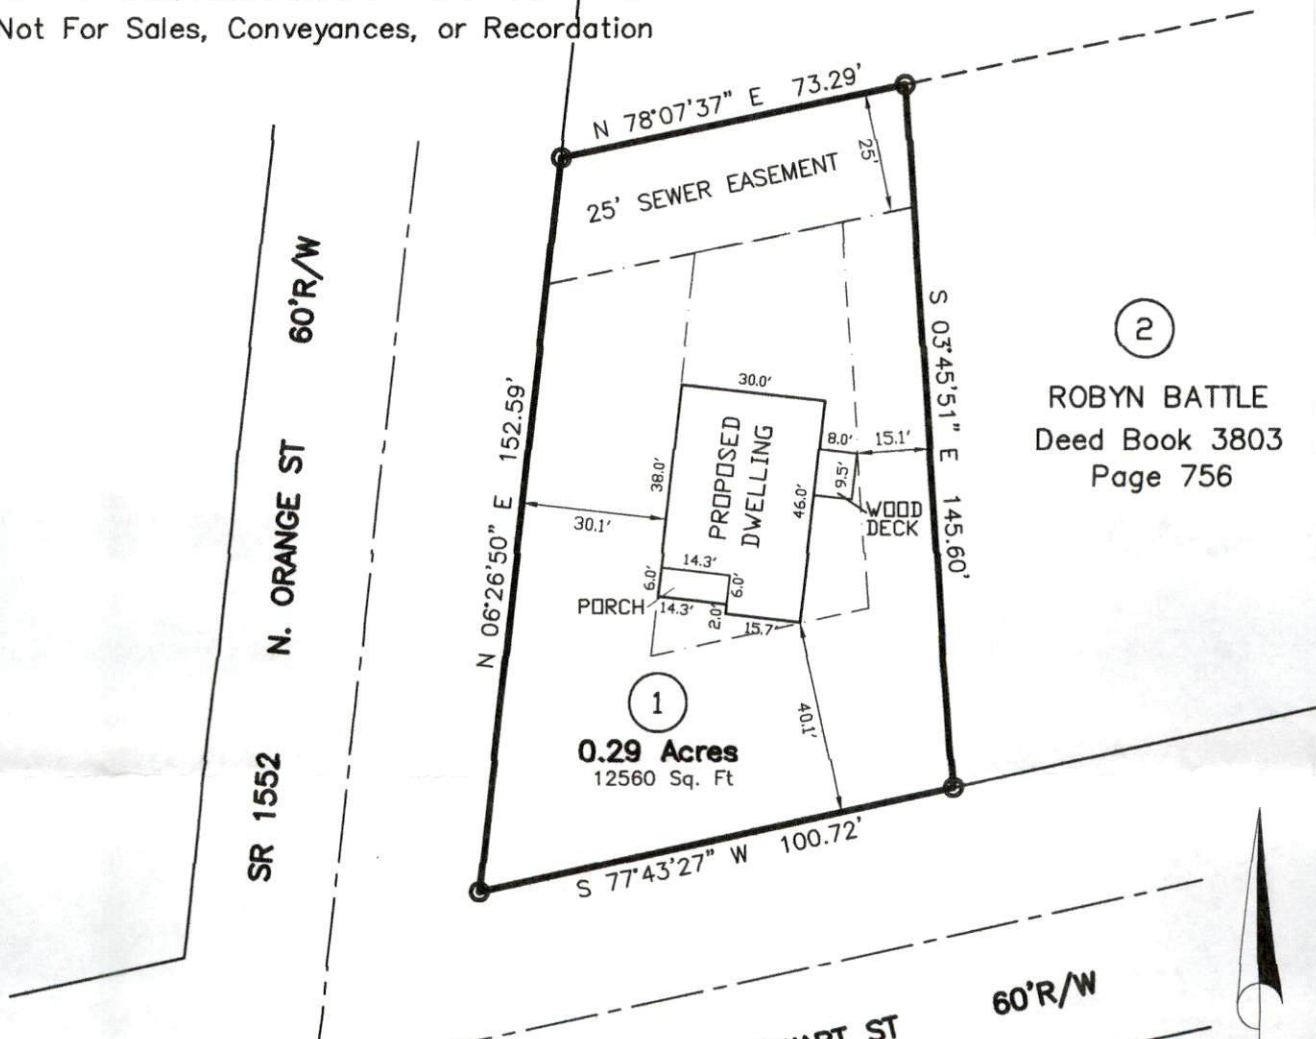 Not For Sales, Conveyances, or Recordation
N 78°07'37" E 73.29'
25'
25' SEWER EASEMENT
60'R/W
N. ORANGE ST
SR 1552
N 06°26'50" E 152.59'
S 03°45'51" E 145.60'
2
ROBYN BATTLE
Deed Book 3803
Page 756
30.0'
PROPOSED
DWELLING
38.0'
46.0'
8.0'
15.1'
9.5'
WOOD
DECK
30.1'
14.3'
6.0'
6.0'
PORCH
14.3'
2.0'
15.7'
1
0.29 Acres
12560 Sq. Ft
40.1'
S 77°43'27" W 100.72'
60'R/W
ST